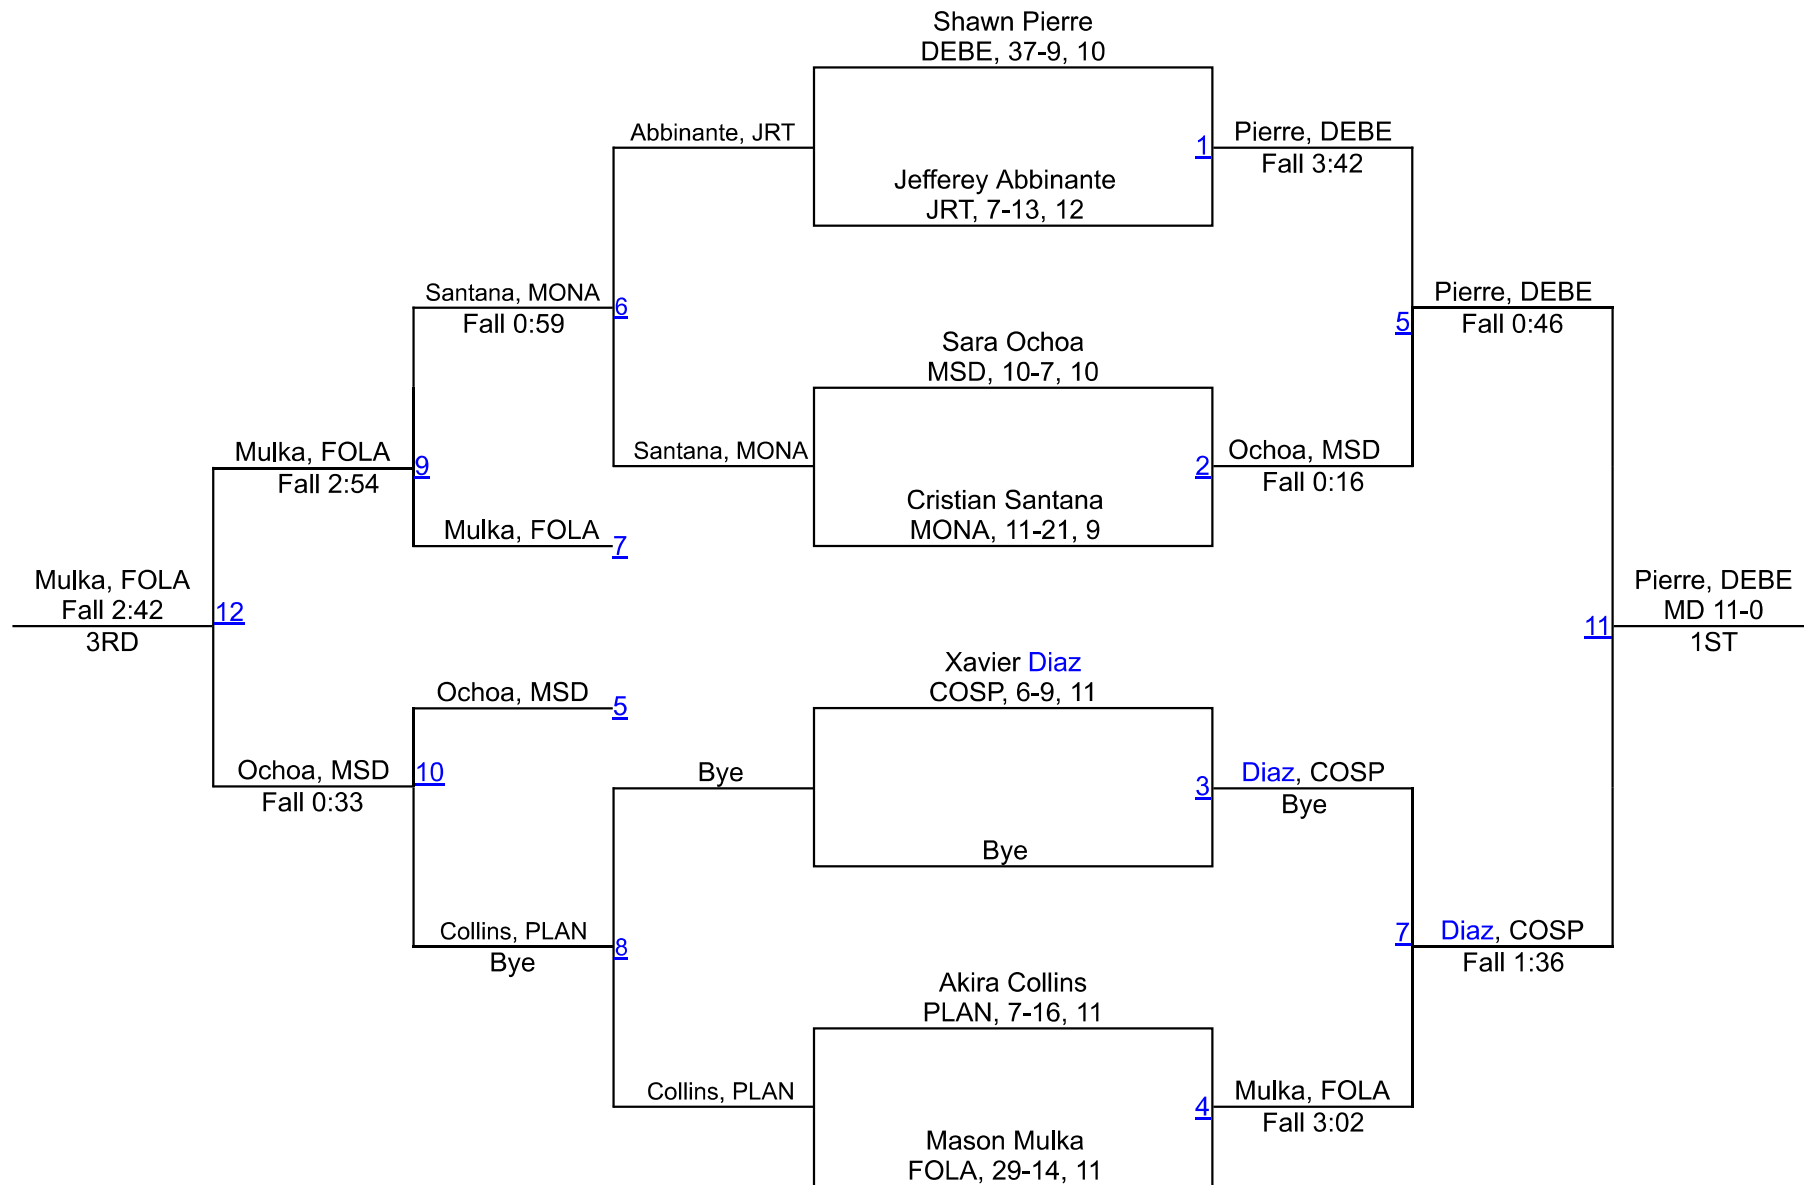 Shawn Pierre
DEBE, 37-9, 10
Abbinante, JRT
1
Pierre, DEBE
Fall 3:42
Jefferey Abbinante
JRT, 7-13, 12
Santana, MONA
Fall 0:59
6
5
Pierre, DEBE
Fall 0:46
Sara Ochoa
MSD, 10-7, 10
Mulka, FOLA
Fall 2:54
9
Santana, MONA
2
Ochoa, MSD
Fall 0:16
Cristian Santana
MONA, 11-21, 9
Mulka, FOLA
7
Mulka, FOLA
Fall 2:42
3RD
12
11
Pierre, DEBE
MD 11-0
1ST
Xavier Diaz
COSP, 6-9, 11
Ochoa, MSD
5
Ochoa, MSD
Fall 0:33
10
Bye
3
Diaz, COSP
Bye
Bye
Collins, PLAN
Bye
8
7
Diaz, COSP
Fall 1:36
Akira Collins
PLAN, 7-16, 11
Collins, PLAN
4
Mulka, FOLA
Fall 3:02
Mason Mulka
FOLA, 29-14, 11